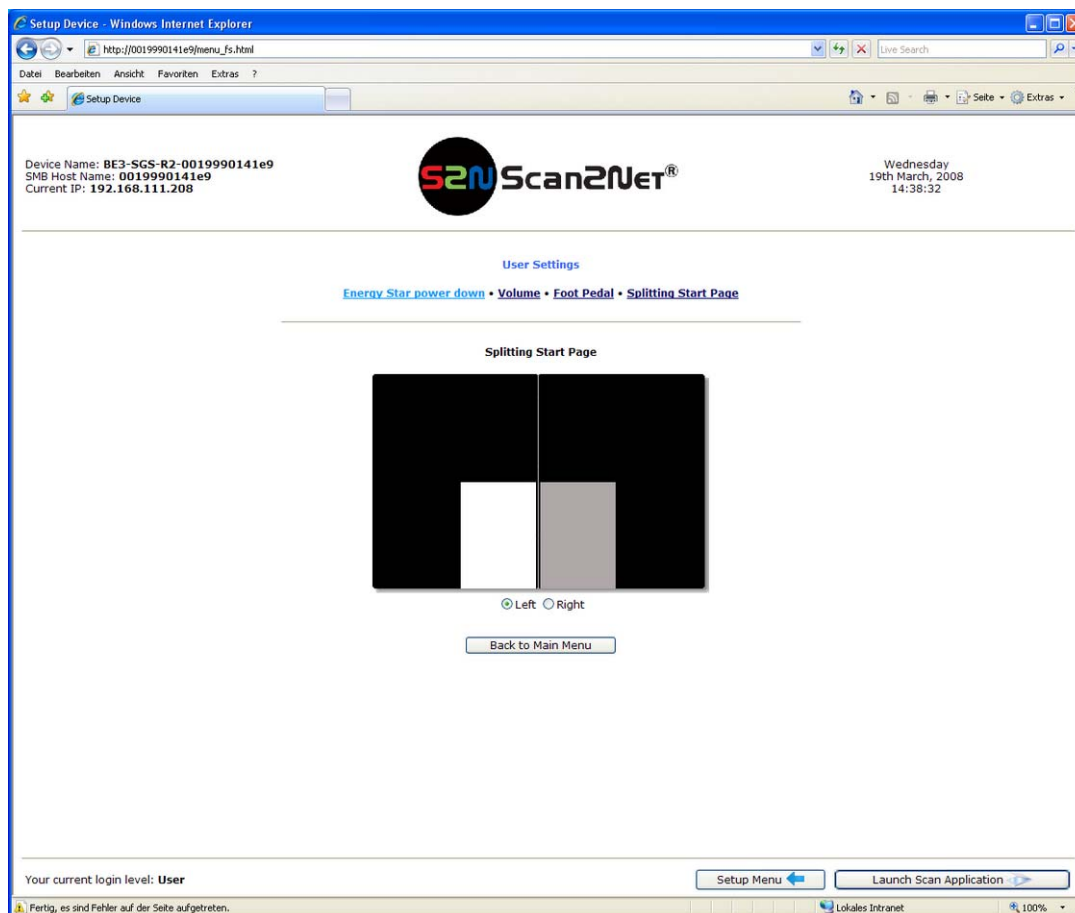 Setup Device - Windows Internet Explorer
http://0019990141e9/menu_fs.html
Live Search
Datei Bearbeiten Ansicht Favoriten Extras ?
Setup Device
Seite
Extras
Device Name: BE3-SGS-R2-0019990141e9
SMB Host Name: 0019990141e9
Current IP: 192.168.111.208
S2N Scan2Net®
Wednesday
19th March, 2008
14:38:32
User Settings
Energy Star power down • Volume • Foot Pedal • Splitting Start Page
Splitting Start Page
Left Right
Back to Main Menu
Your current login level: User
Setup Menu
Launch Scan Application
Fertig, es sind Fehler auf der Seite aufgetreten.
Lokales Intranet
100%